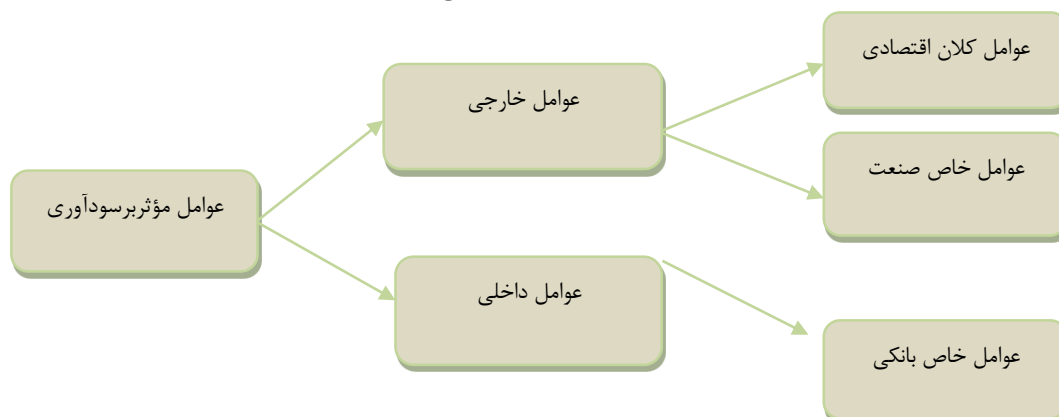 عوامل کلان اقتصادی
عوامل خارجی
عوامل خاص صنعت
عوامل مؤثربرسودآوری
عوامل داخلی
عوامل خاص بانکی